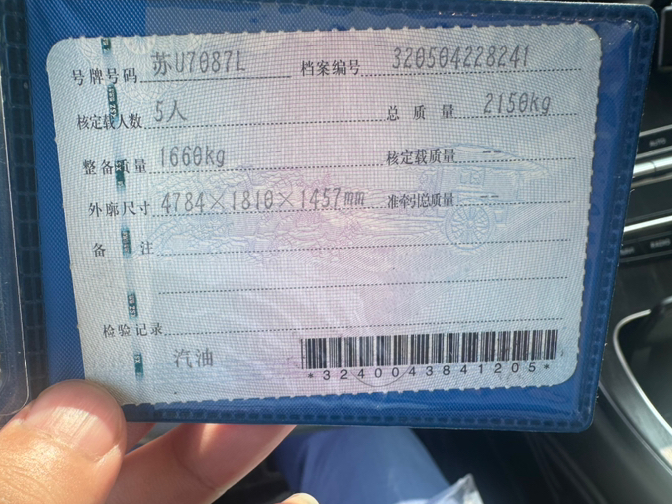 号牌号码 苏U7087L 档案编号 320504228241
核定载人数 5人 总质量 2150kg
整备质量 1660kg 核定载质量 --
外廓尺寸 4784×1810×1457mm 准牵引总质量 --
备注
检验记录
汽油
*3240043841205*